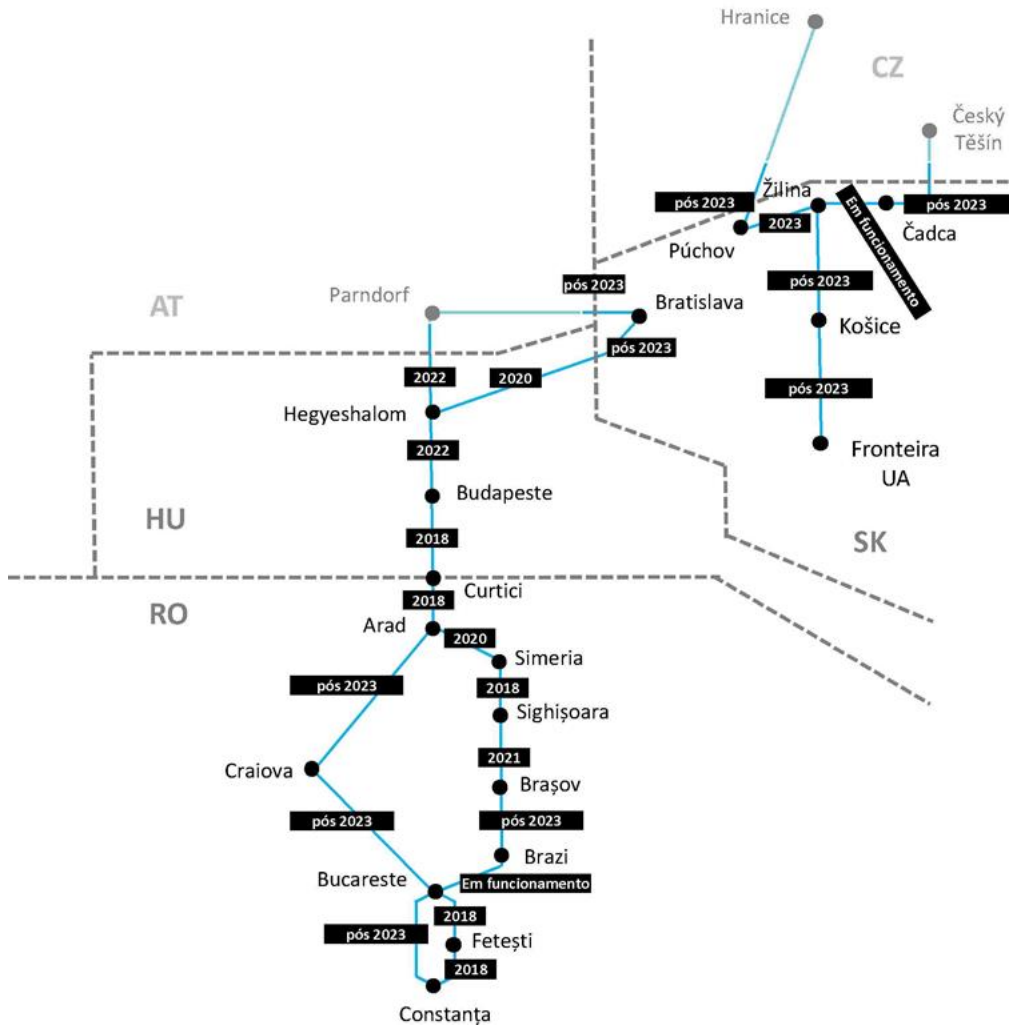 Hranice
CZ
Český
Těšín
pós 2023
Žilina
2023
Púchov
Em funcionamento
pós 2023
Čadca
pós 2023
Košice
pós 2023
Fronteira
UA
AT
Parndorf
pós 2023
Bratislava
pós 2023
2022
2020
Hegyeshalom
2022
Budapeste
HU
2018
SK
Curtici
RO
2018
Arad
2020
Simeria
pós 2023
2018
Sighișoara
2021
Craiova
Brașov
pós 2023
pós 2023
Brazi
Bucareste
Em funcionamento
2018
pós 2023
Fetești
2018
Constanța